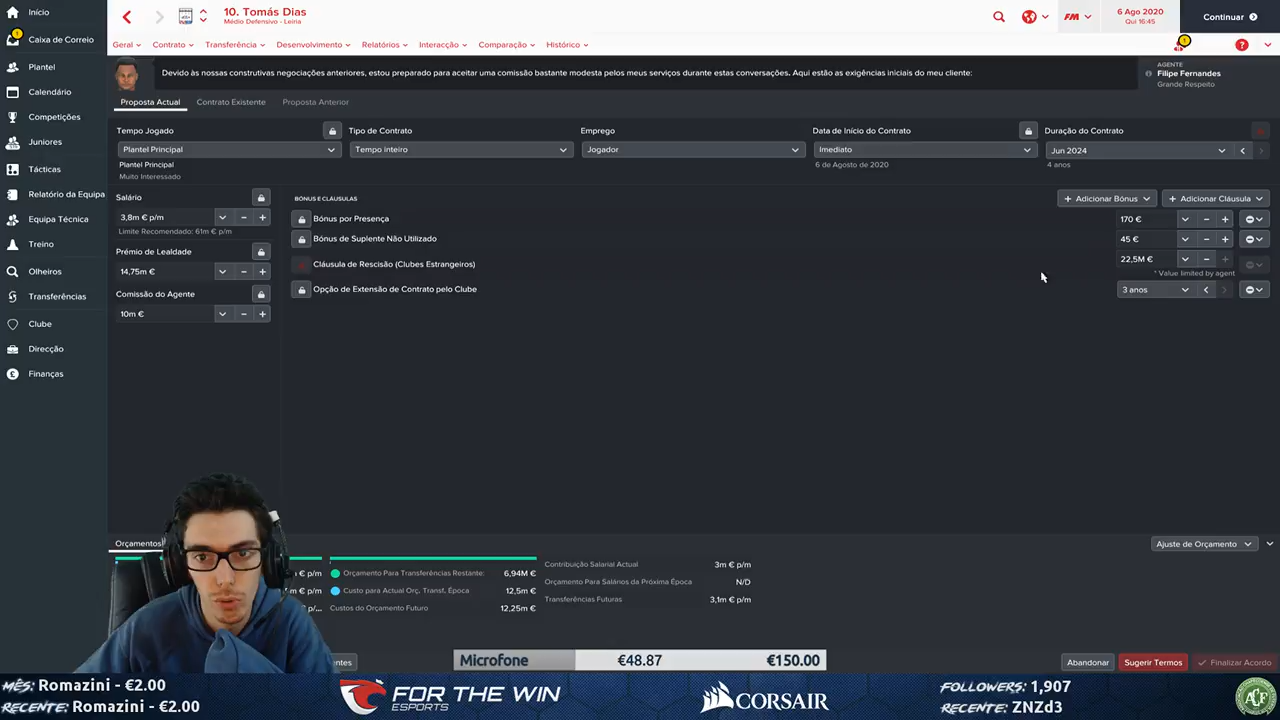 Início
10. Tomás Dias
Médio Defensivo - Leiria
FM
6 Ago 2020
Qui 16:45
Continuar
1
Caixa de Correio
Geral
Contrato
Transferência
Desenvolvimento
Relatórios
Interacção
Comparação
Histórico
1
?
Plantel
Devido às nossas construtivas negociações anteriores, estou preparado para aceitar uma comissão bastante modesta pelos meus serviços durante estas conversações. Aqui estão as exigências iniciais do meu cliente:
AGENTE
Filipe Fernandes
Grande Respeito
Calendário
Proposta Actual
Contrato Existente
Proposta Anterior
Competições
Juniores
Tácticas
Relatório da Equipa
Equipa Técnica
Treino
Olheiros
Transferências
Clube
Direcção
Finanças
Tempo Jogado
Plantel Principal
Plantel Principal
Muito Interessado
Tipo de Contrato
Tempo inteiro
Emprego
Jogador
Data de Início do Contrato
Imediato
6 de Agosto de 2020
Duração do Contrato
Jun 2024
4 anos
Salário
3,8m € p/m
Limite Recomendado: 61m € p/m
Prémio de Lealdade
14,75m €
Comissão do Agente
10m €
BÓNUS E CLÁUSULAS
+ Adicionar Bónus
+ Adicionar Cláusula
Bónus por Presença
170 €
Bónus de Suplente Não Utilizado
45 €
Cláusula de Rescisão (Clubes Estrangeiros)
22,5M €
* Value limited by agent
Opção de Extensão de Contrato pelo Clube
3 anos
Orçamentos
Ajuste de Orçamento
€ p/m
€ p/m
p/...
Orçamento Para Transferências Restante:
6,94M €
Custo para Actual Orç. Transf. Época
12,5m €
Custos do Orçamento Futuro
12,25m €
Contribuição Salarial Actual
3m € p/m
Orçamento Para Salários da Próxima Época
N/D
Transferências Futuras
3,1m € p/m
entes
Microfone
€48.87
€150.00
Abandonar
Sugerir Termos
Finalizar Acordo
MÊS: Romazini - €2.00
RECENTE: Romazini - €2.00
FOR THE WIN
ESPORTS
CORSAIR
FOLLOWERS: 1,907
RECENTE: ZNZd3
ACF